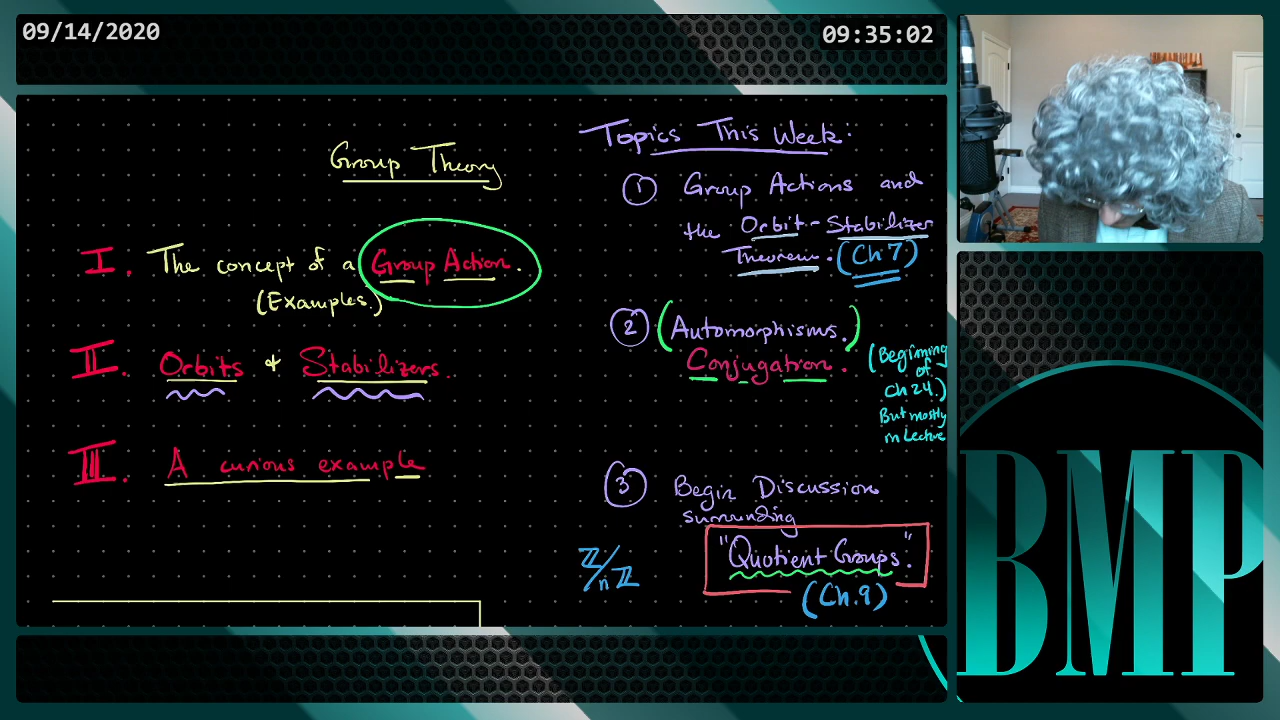 09/14/2020
09:35:02
Group Theory
I. The concept of a Group Action.
(Examples.)
II. Orbits & Stabilizers.
III. A curious example
Topics This Week:
① Group Actions and
the Orbit-Stabilizer
Theorem. (Ch 7)
② (Automorphisms.)
Conjugation.
(Beginning
of
Ch 24.)
But mostly
in Lecture
③ Begin Discussion
surrounding
"Quotient Groups".
ℤ/nℤ
(Ch. 9)
BMP